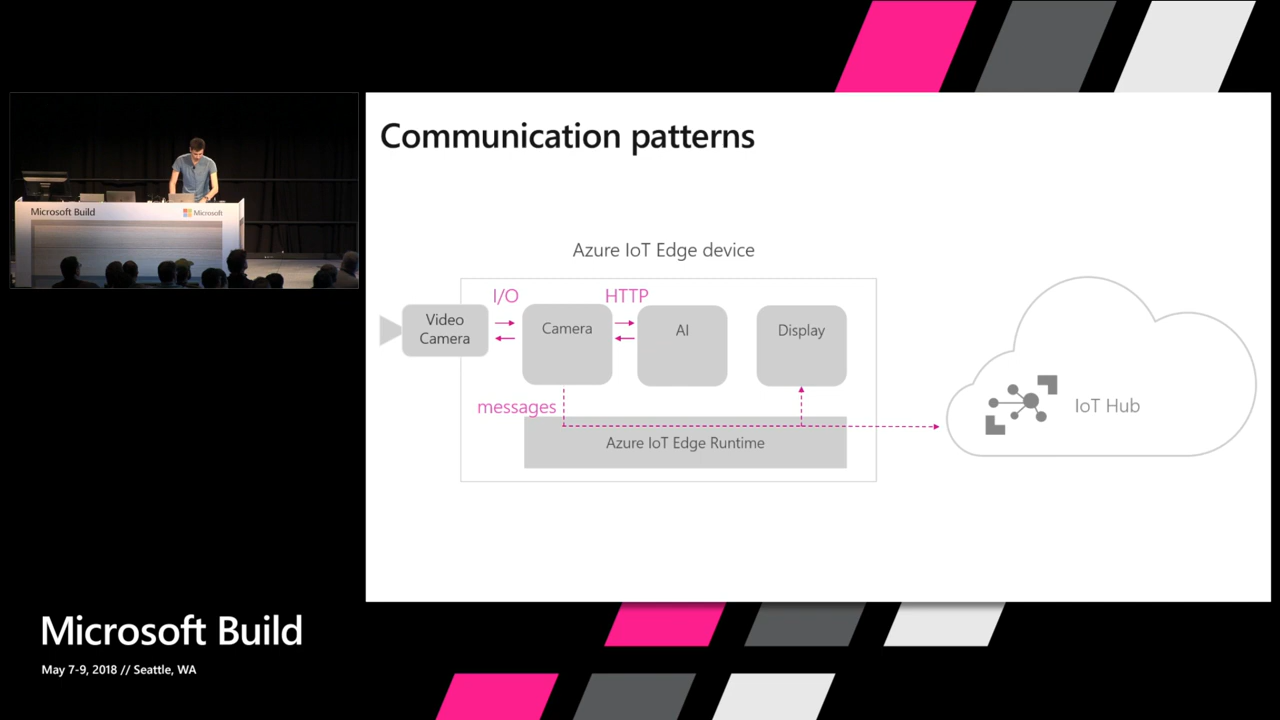 Communication patterns
Azure IoT Edge device
I/O
HTTP
Video
Camera
Camera
AI
Display
messages
Azure IoT Edge Runtime
IoT Hub
Microsoft Build
Microsoft
Microsoft Build
May 7-9, 2018 // Seattle, WA